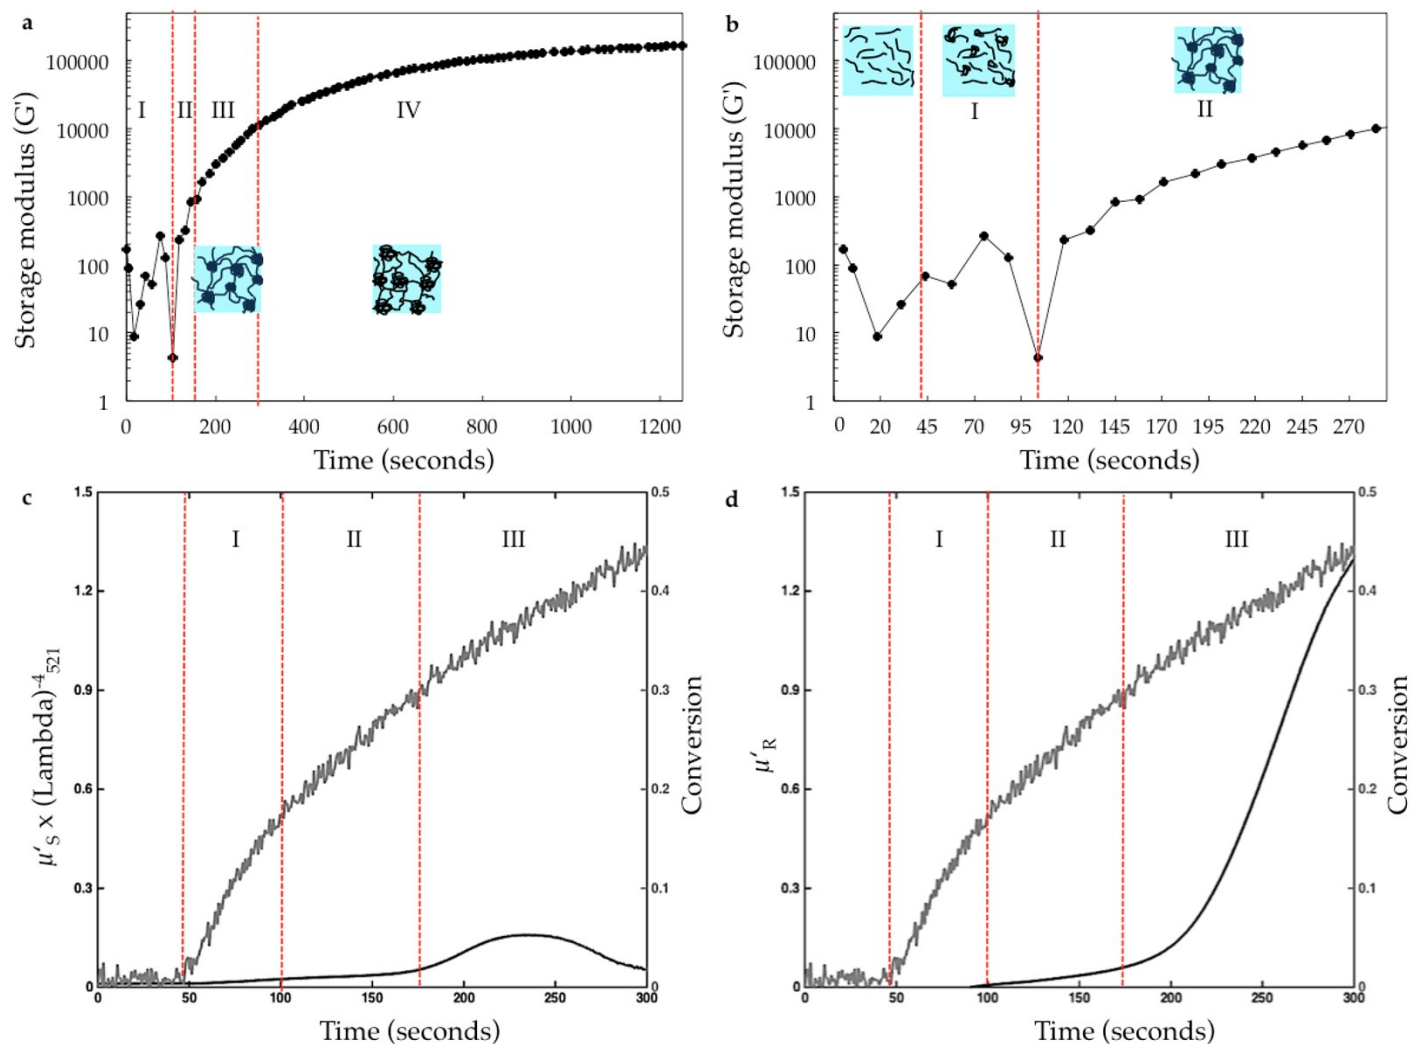 a
Storage modulus (G')
100000
10000
1000
100
10
1
I
II
III
IV
0
200
400
600
800
1000
1200
Time (seconds)
b
Storage modulus (G')
100000
10000
1000
100
10
1
I
II
0
20
45
70
95
120
145
170
195
220
245
270
Time (seconds)
c
μ′S x (Lambda)-4521
1.5
1.2
0.9
0.6
0.3
0
I
II
III
0.5
0.4
0.3
0.2
0.1
0
Conversion
0
50
100
150
200
250
300
Time (seconds)
d
μ′R
1.5
1.2
0.9
0.6
0.3
0
I
II
III
0.5
0.4
0.3
0.2
0.1
0
Conversion
0
50
100
150
200
250
300
Time (seconds)